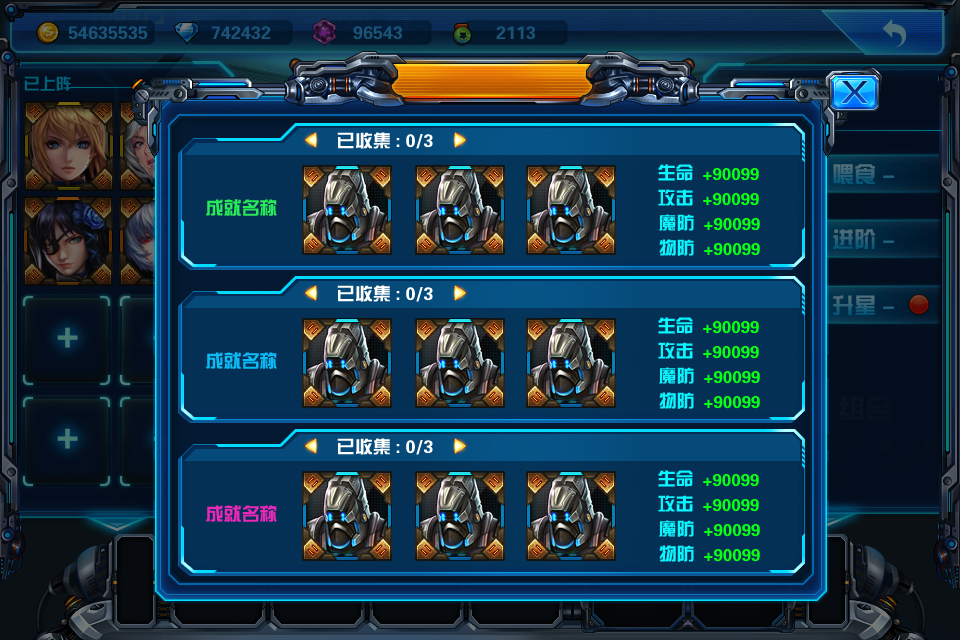 54635535 742432 96543 2113
已上阵
已收集 : 0/3
成就名称
生命 +90099
攻击 +90099
魔防 +90099
物防 +90099
已收集 : 0/3
成就名称
生命 +90099
攻击 +90099
魔防 +90099
物防 +90099
已收集 : 0/3
成就名称
生命 +90099
攻击 +90099
魔防 +90099
物防 +90099
喂食
进阶
升星